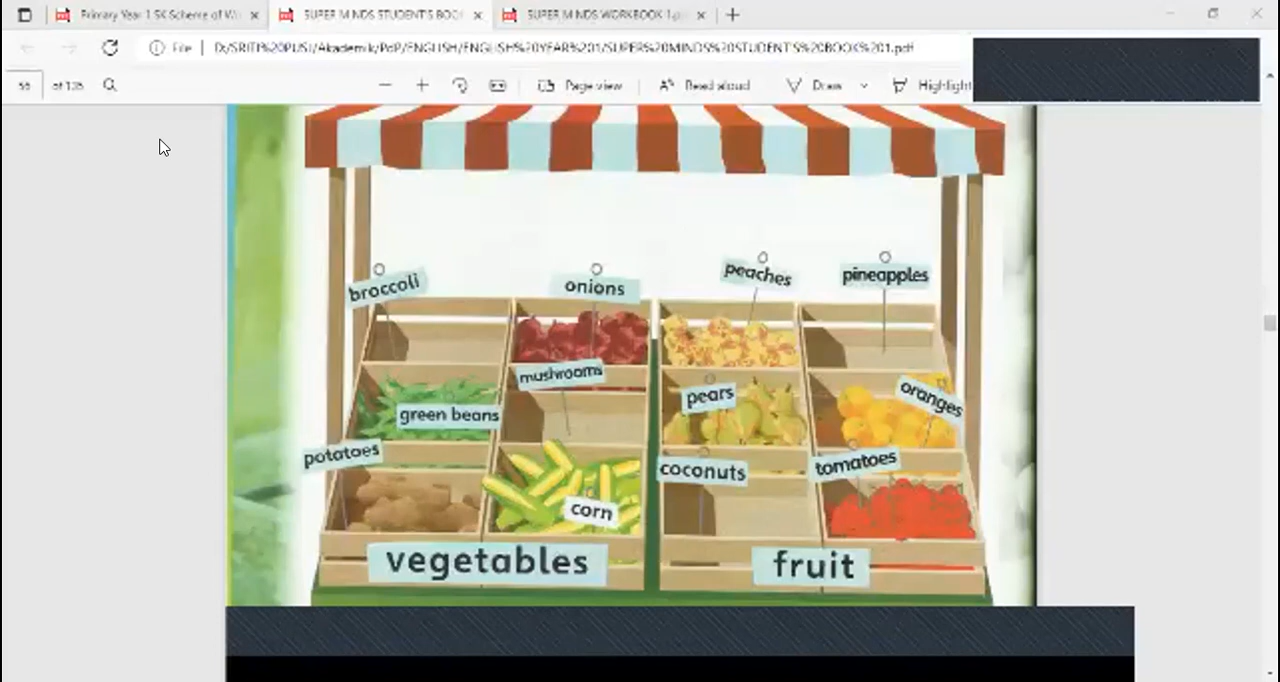 Primary Year 1 SK Scheme of W
SUPER MINDS STUDENT'S BOO
SUPER MINDS WORKBOOK 1.p
File
of 135
Page view
Read aloud
Draw
Highlight
broccoli
onions
peaches
pineapples
mushrooms
green beans
pears
oranges
potatoes
coconuts
tomatoes
corn
vegetables
fruit